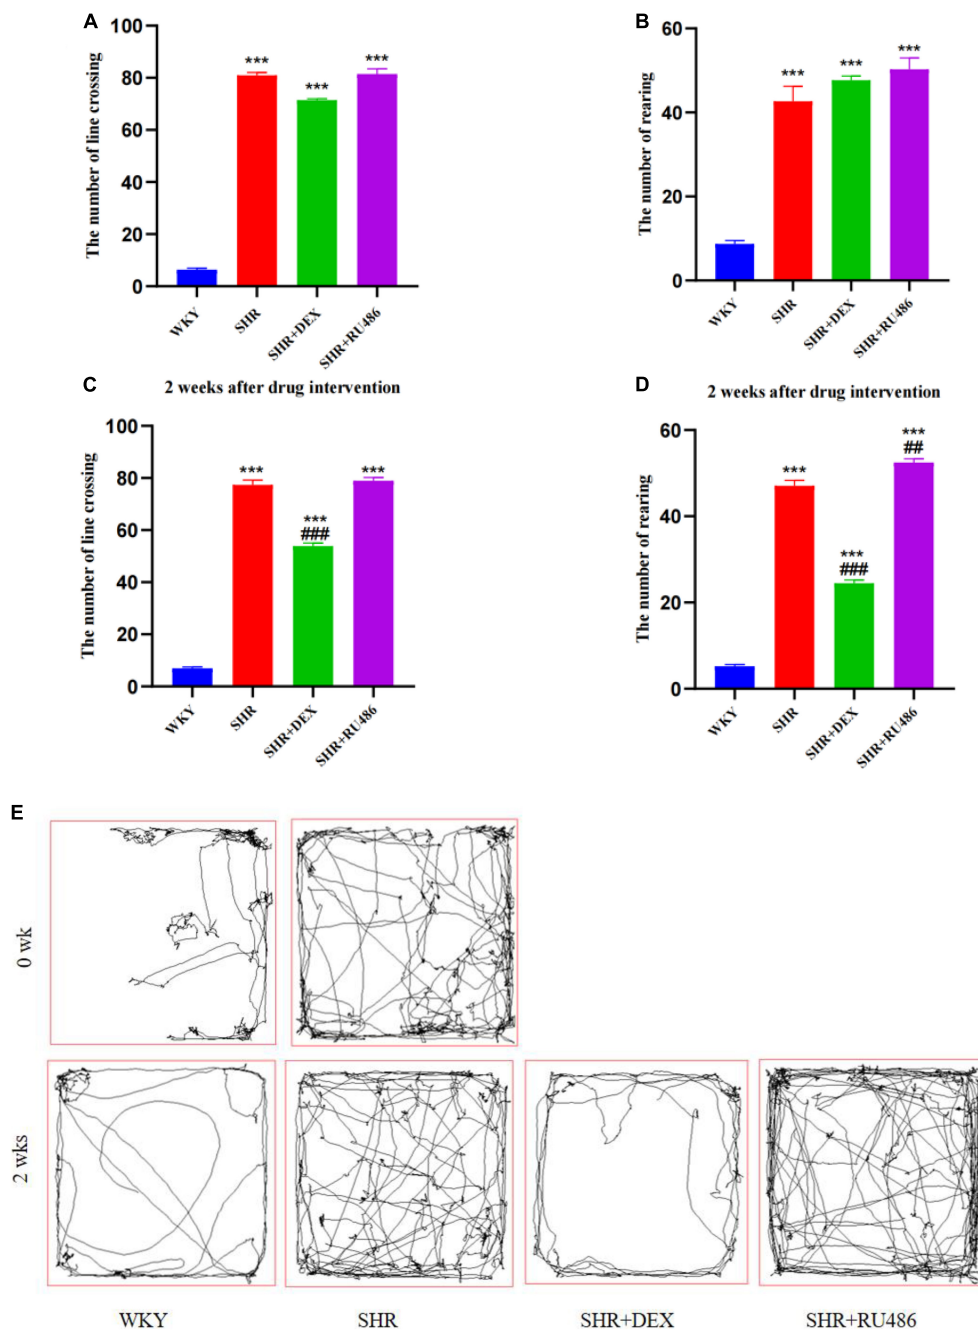 A
The number of line crossing
100
80
60
40
20
0
***
***
***
WKY
SHR
SHR+DEX
SHR+RU486
B
The number of rearing
60
40
20
0
***
***
***
WKY
SHR
SHR+DEX
SHR+RU486
C
2 weeks after drug intervention
The number of line crossing
100
80
60
40
20
0
***
***
###
***
WKY
SHR
SHR+DEX
SHR+RU486
D
2 weeks after drug intervention
The number of rearing
60
40
20
0
***
***
###
***
##
WKY
SHR
SHR+DEX
SHR+RU486
E
0 wk
2 wks
WKY
SHR
SHR+DEX
SHR+RU486